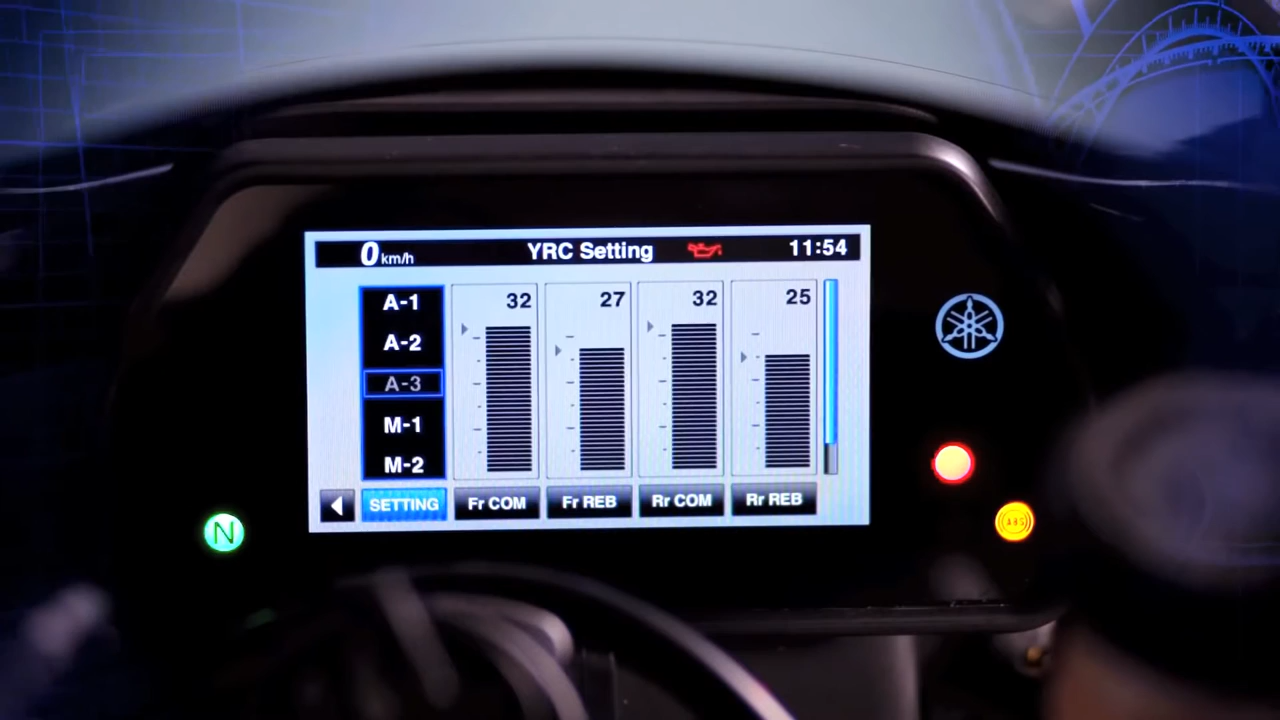 0 km/h YRC Setting 11:54
A-1 32 27 32 25
A-2
A-3
M-1
M-2
SETTING Fr COM Fr REB Rr COM Rr REB
N
ABS